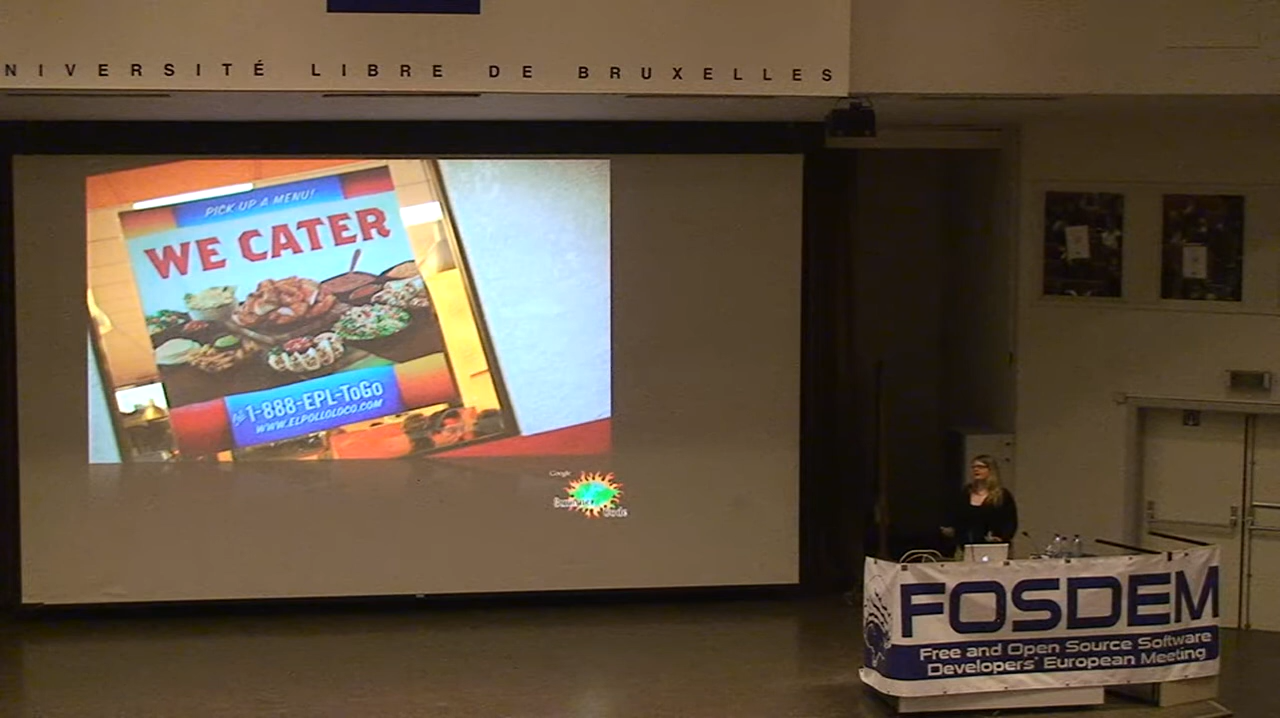 NIVERSITÉ LIBRE DE BRUXELLES
PICK UP A MENU!
WE CATER
1-888-EPL-ToGo
WWW.ELPOLLOLOCO.COM
Google
Code
FOSDEM
Free and Open Source Software
Developers' European Meeting